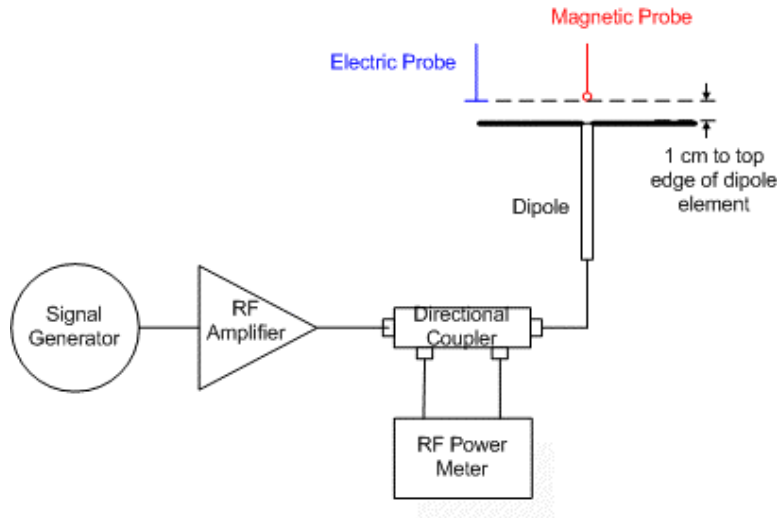 Magnetic Probe
Electric Probe
1 cm to top
edge of dipole
element
Dipole
Signal
Generator
RF
Amplifier
Directional
Coupler
RF Power
Meter